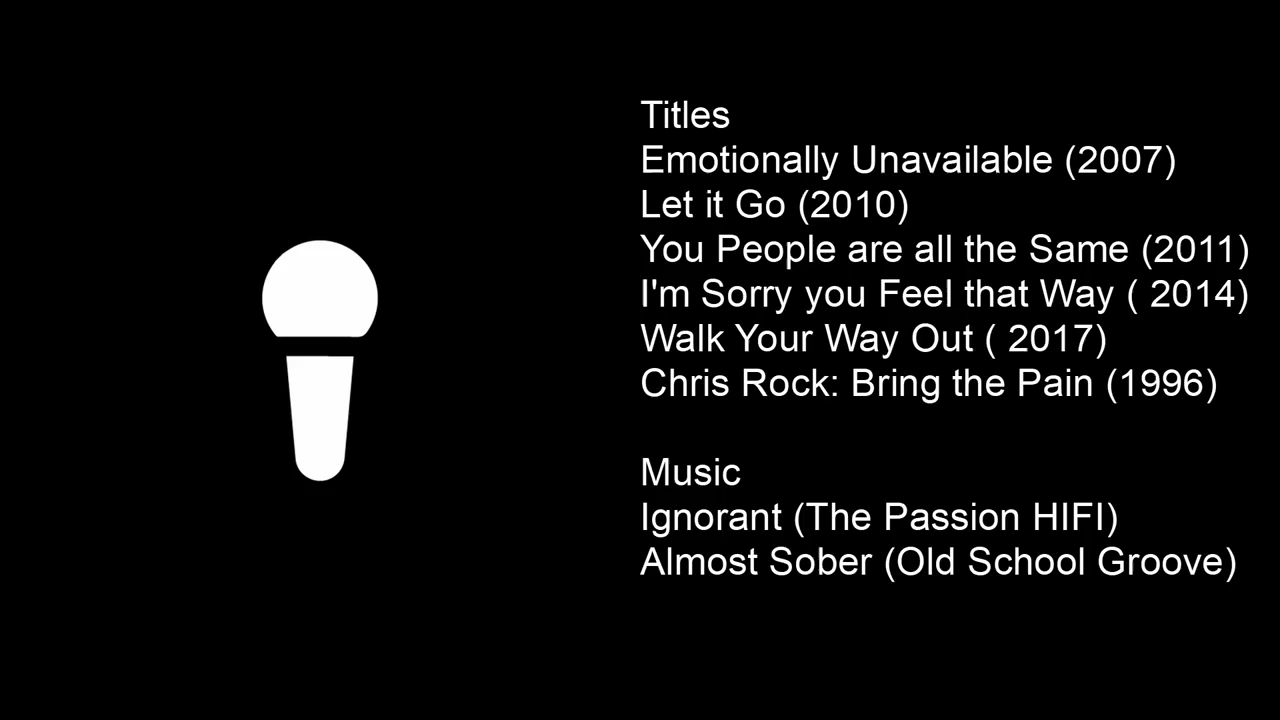 Titles
Emotionally Unavailable (2007)
Let it Go (2010)
You People are all the Same (2011)
I'm Sorry you Feel that Way ( 2014)
Walk Your Way Out ( 2017)
Chris Rock: Bring the Pain (1996)
Music
Ignorant (The Passion HIFI)
Almost Sober (Old School Groove)